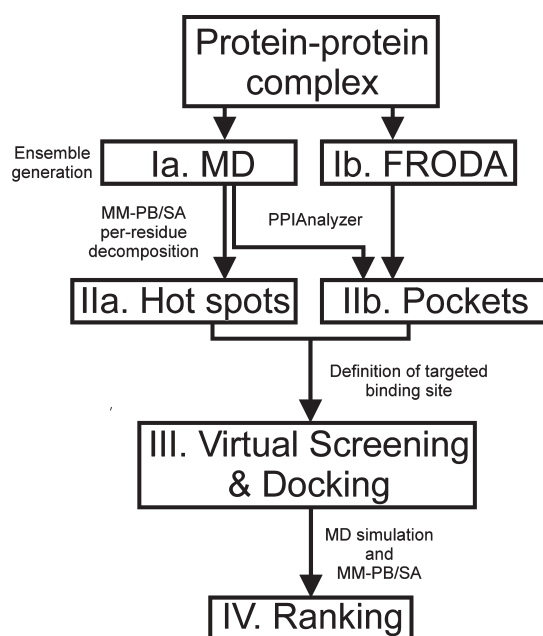 Protein-protein
complex
Ensemble
generation
Ia. MD
Ib. FRODA
MM-PB/SA
per-residue
decomposition
PPIAnalyzer
IIa. Hot spots
IIb. Pockets
Definition of targeted
binding site
III. Virtual Screening
& Docking
MD simulation
and
MM-PB/SA
IV. Ranking